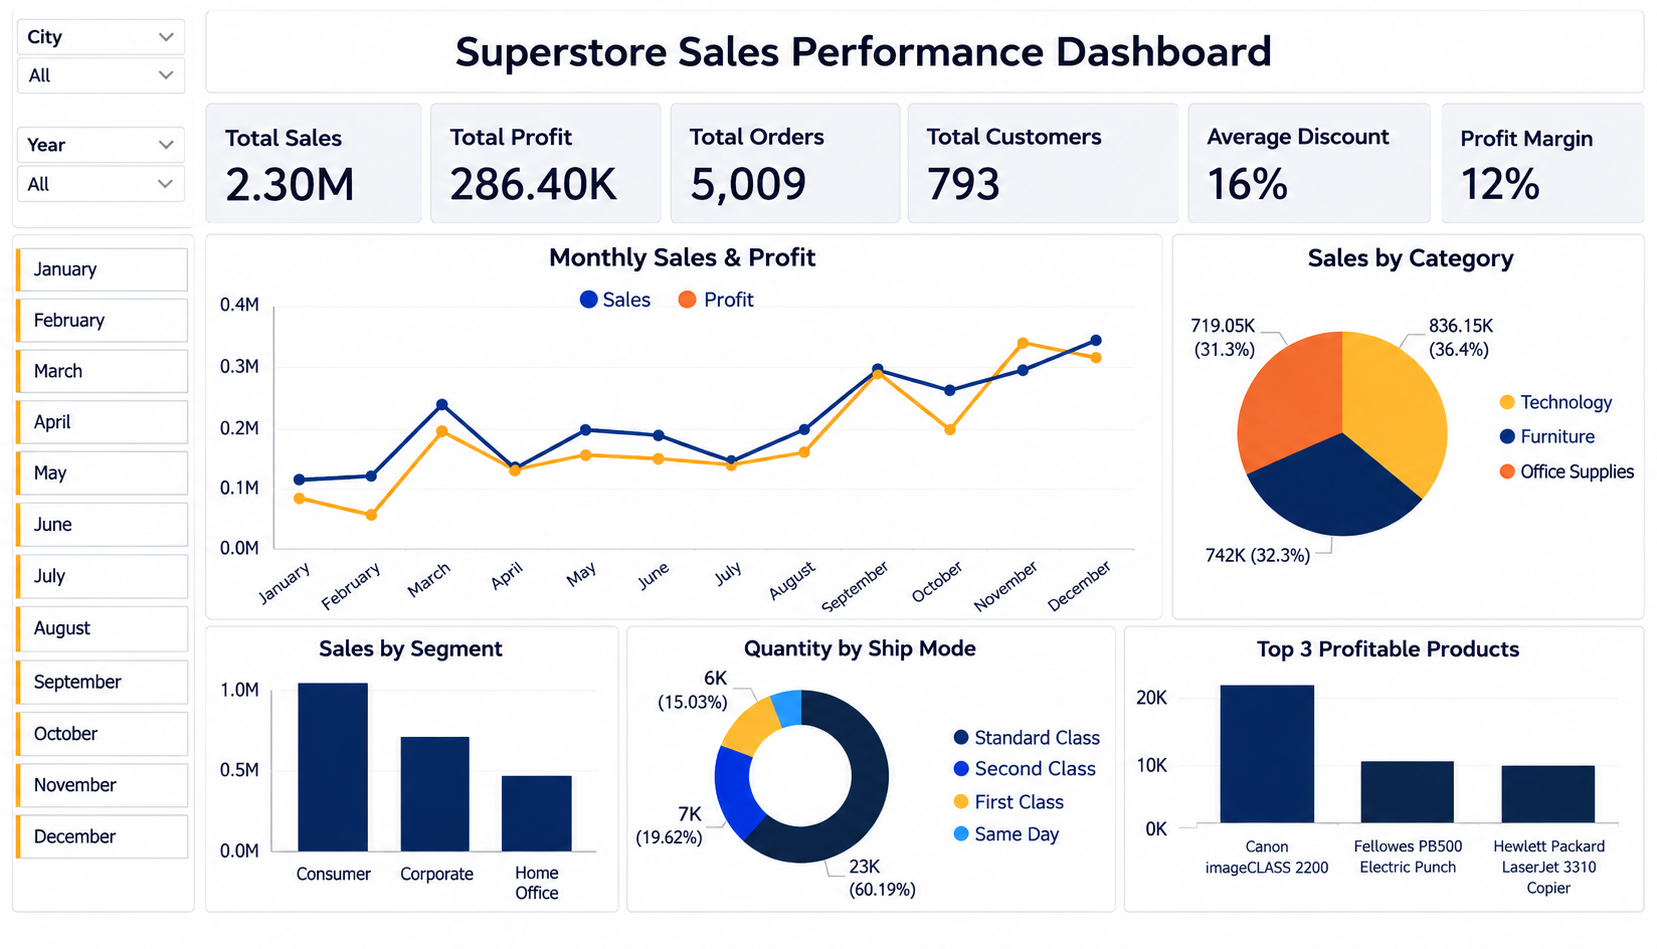 City
All
Year
All
January
February
March
April
May
June
July
August
September
October
November
December
Superstore Sales Performance Dashboard
Total Sales
2.30M
Total Profit
286.40K
Total Orders
5,009
Total Customers
793
Average Discount
16%
Profit Margin
12%
Monthly Sales & Profit
Sales
Profit
0.4M
0.3M
0.2M
0.1M
0.0M
January
February
March
April
May
June
July
August
September
October
November
December
Sales by Category
719.05K
(31.3%)
836.15K
(36.4%)
742K (32.3%)
Technology
Furniture
Office Supplies
Sales by Segment
1.0M
0.5M
0.0M
Consumer
Corporate
Home
Office
Quantity by Ship Mode
6K
(15.03%)
7K
(19.62%)
23K
(60.19%)
Standard Class
Second Class
First Class
Same Day
Top 3 Profitable Products
20K
10K
0K
Canon
imageCLASS 2200
Fellowes PB500
Electric Punch
Hewlett Packard
LaserJet 3310
Copier